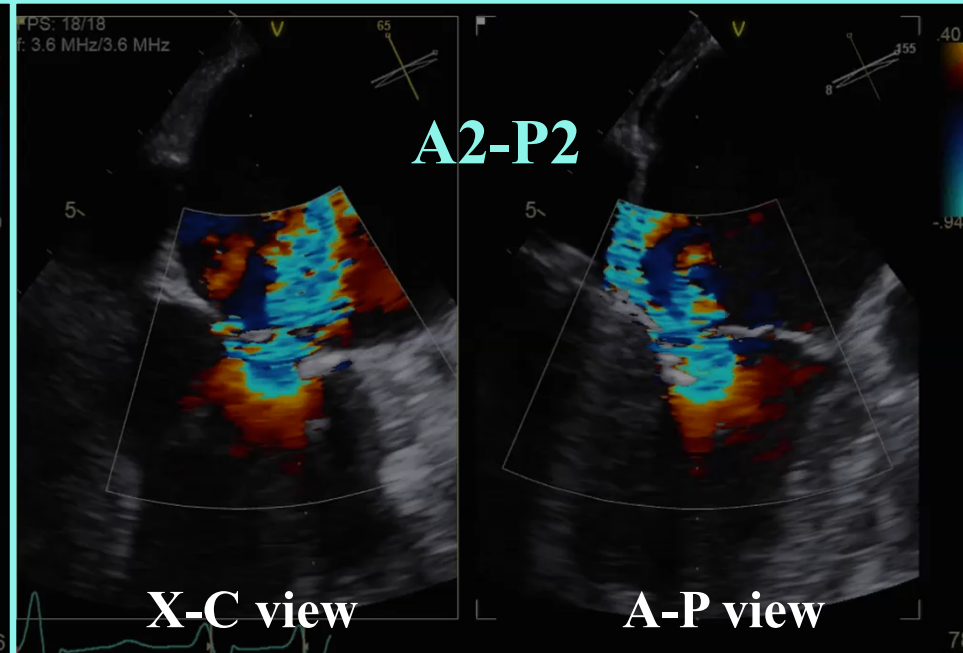 FPS: 18/18
f: 3.6 MHz/3.6 MHz
V
65
V
8
155
.40
A2-P2
5
5
-.94
X-C view
A-P view